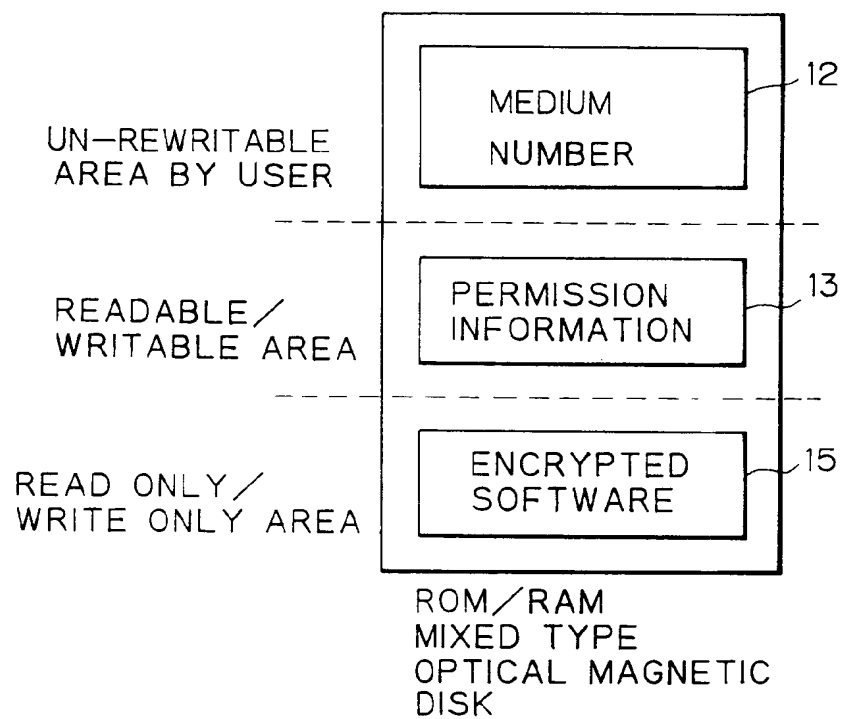 MEDIUM
NUMBER
12
UN-REWRITABLE
AREA BY USER
PERMISSION
INFORMATION
13
READABLE/
WRITABLE AREA
ENCRYPTED
SOFTWARE
15
READ ONLY/
WRITE ONLY AREA
ROM/RAM
MIXED TYPE
OPTICAL MAGNETIC
DISK